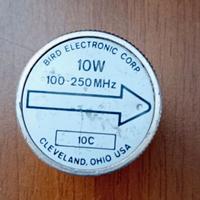 BIRD ELECTRONIC CORP
10W
100-250MHz
10C
CLEVELAND, OHIO USA